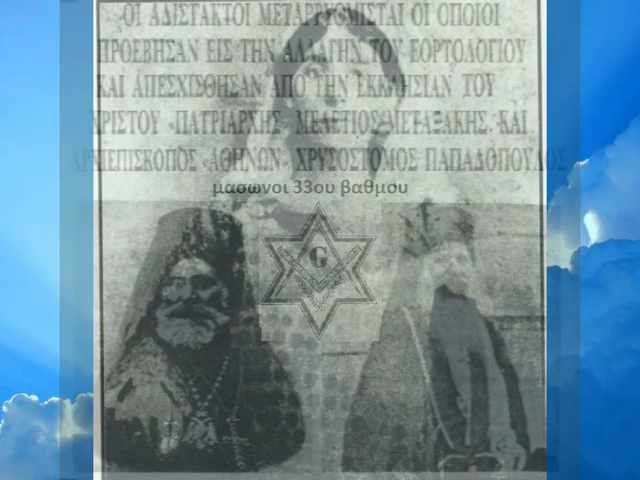 ΟΙ ΑΔΙΣΤΑΚΤΟΙ ΜΕΤΑΡΡΥΘΜΙΣΤΑΙ ΟΙ ΟΠΟΙΟΙ
ΠΡΟΕΒΗΣΑΝ ΕΙΣ ΤΗΝ ΑΛΛΑΓΗΝ ΤΟΥ ΕΟΡΤΟΛΟΓΙΟΥ
ΚΑΙ ΑΠΕΣΧΙΣΘΗΣΑΝ ΑΠΟ ΤΗΝ ΕΚΚΛΗΣΙΑΝ ΤΟΥ
ΧΡΙΣΤΟΥ «ΠΑΤΡΙΑΡΧΗΣ» ΜΕΛΕΤΙΟΣ ΜΕΤΑΞΑΚΗΣ ΚΑΙ
ΑΡΧΙΕΠΙΣΚΟΠΟΣ «ΑΘΗΝΩΝ» ΧΡΥΣΟΣΤΟΜΟΣ ΠΑΠΑΔΟΠΟΥΛΟΣ
μασωνοι 33ου βαθμου
G